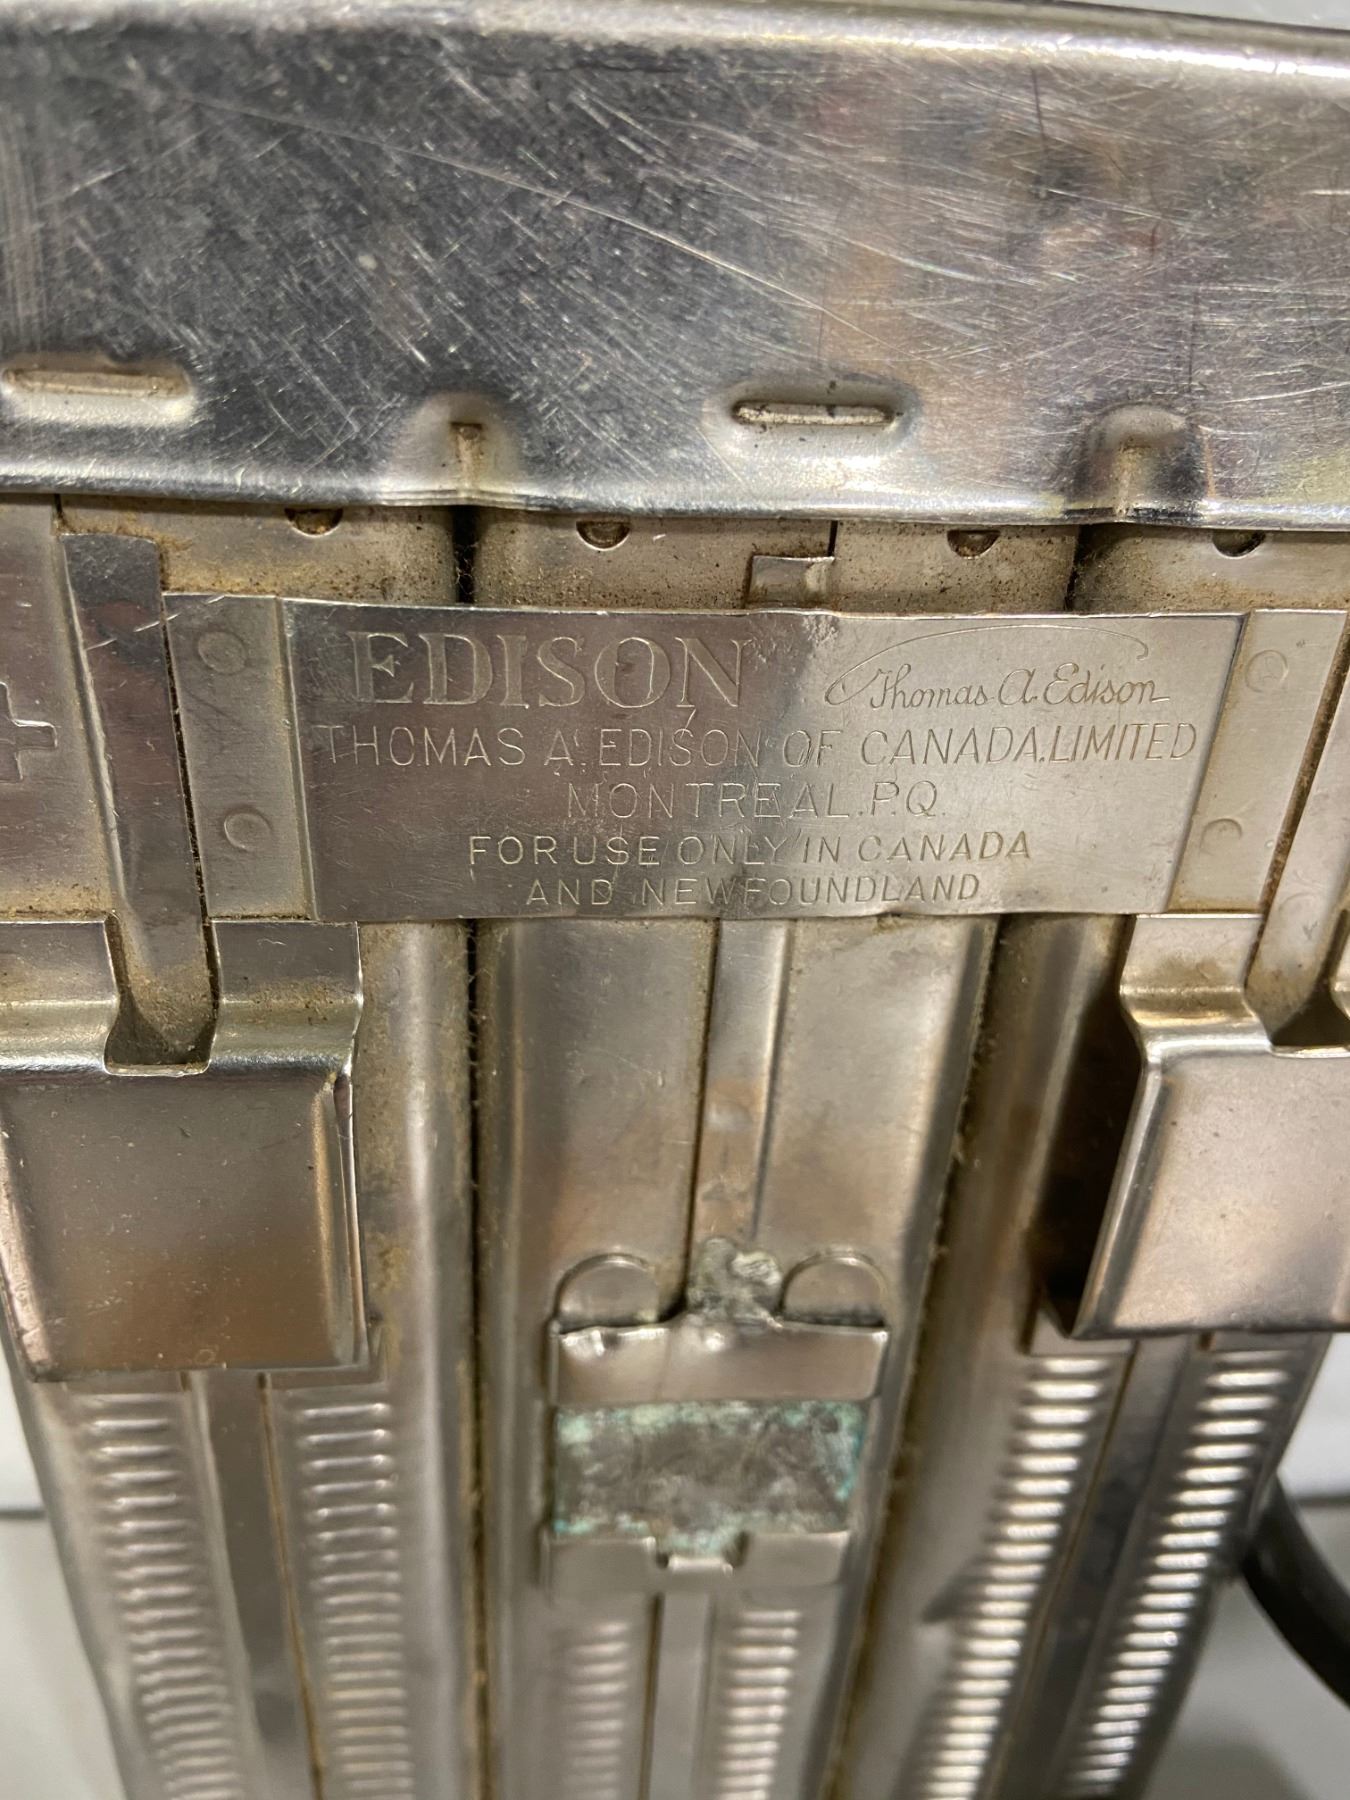 EDISON Thomas A. Edison
THOMAS A. EDISON OF CANADA, LIMITED
MONTREAL. P.Q.
FOR USE ONLY IN CANADA
AND NEWFOUNDLAND